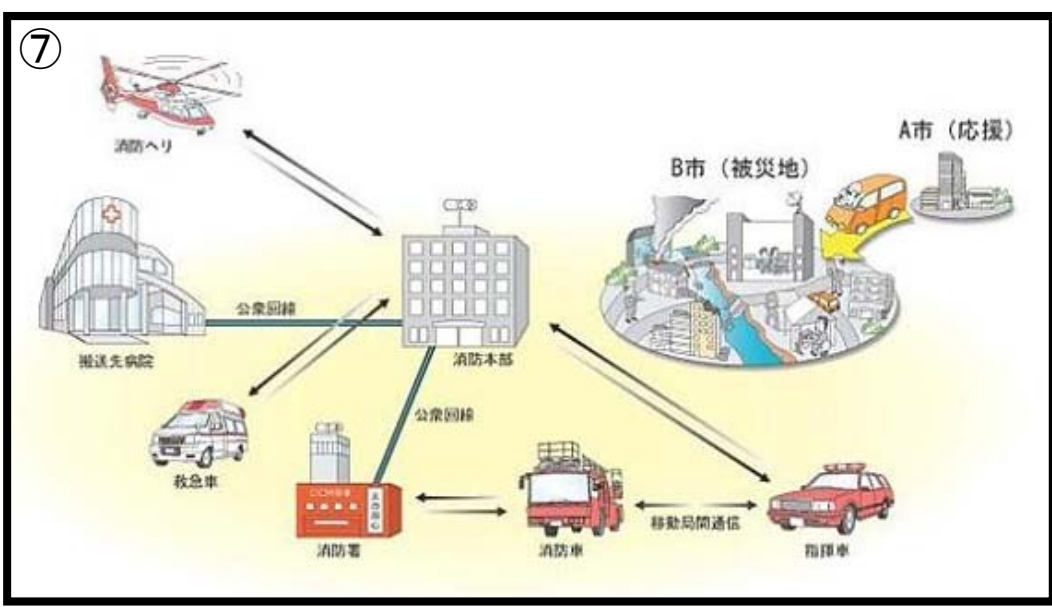 ⑦
消防ヘリ
A市（応援）
B市（被災地）
公衆回線
搬送先病院
消防本部
公衆回線
救急車
消防署
消防車
移動局間通信
指揮車